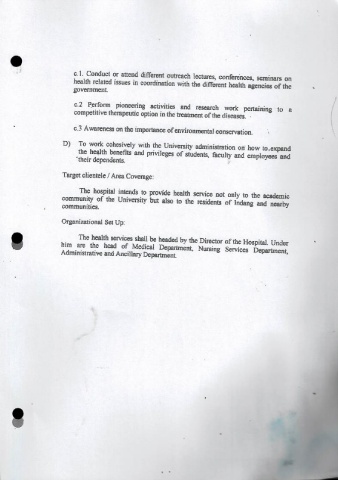 c.1. Conduct or attend different outreach lectures, conferences, seminars on
health related issues in coordination with the different health agencies of the
government.
c.2 Perform pioneering activities and research work pertaining to a
competitive therapeutic option in the treatment of the diseases.
c.3 Awareness on the importance of environmental conservation.
D) To work cohesively with the University administration on how to expand
the health benefits and privileges of students, faculty and employees and
their dependents.
Target clientele / Area Coverage:
The hospital intends to provide health service not only to the academic
community of the University but also to the residents of Indang and nearby
communities.
Organizational Set Up:
The health services shall be headed by the Director of the Hospital. Under
him are the head of Medical Department, Nursing Services Department,
Administrative and Ancillary Department.